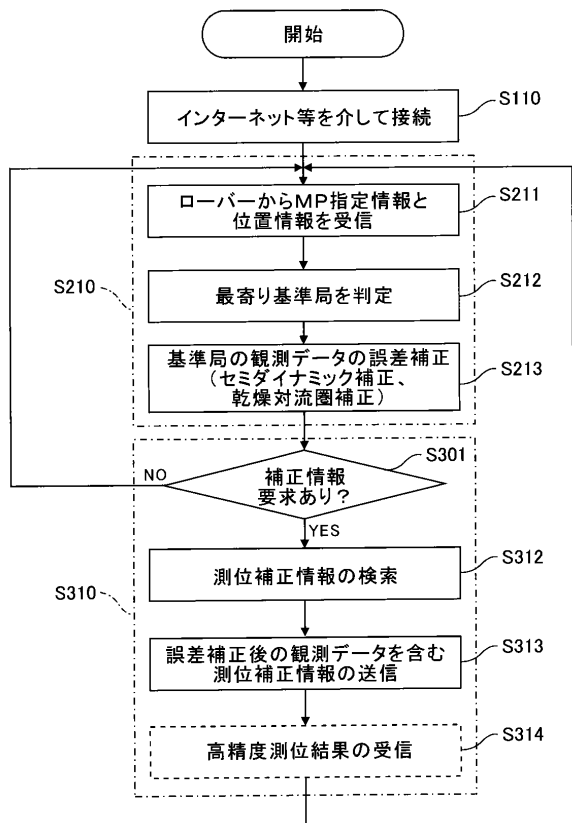 開始
インターネット等を介して接続
S110
ローバーからMP指定情報と
位置情報を受信
S211
S210
最寄り基準局を判定
S212
基準局の観測データの誤差補正
(セミダイナミック補正、
乾燥対流圏補正)
S213
補正情報
要求あり?
S301
NO
YES
S310
測位補正情報の検索
S312
誤差補正後の観測データを含む
測位補正情報の送信
S313
高精度測位結果の受信
S314